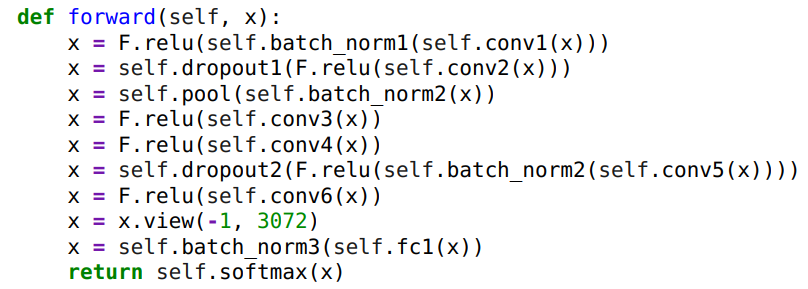 def forward(self, x):
    x = F.relu(self.batch_norm1(self.conv1(x)))
    x = self.dropout1(F.relu(self.conv2(x)))
    x = self.pool(self.batch_norm2(x))
    x = F.relu(self.conv3(x))
    x = F.relu(self.conv4(x))
    x = self.dropout2(F.relu(self.batch_norm2(self.conv5(x))))
    x = F.relu(self.conv6(x))
    x = x.view(-1, 3072)
    x = self.batch_norm3(self.fc1(x))
    return self.softmax(x)